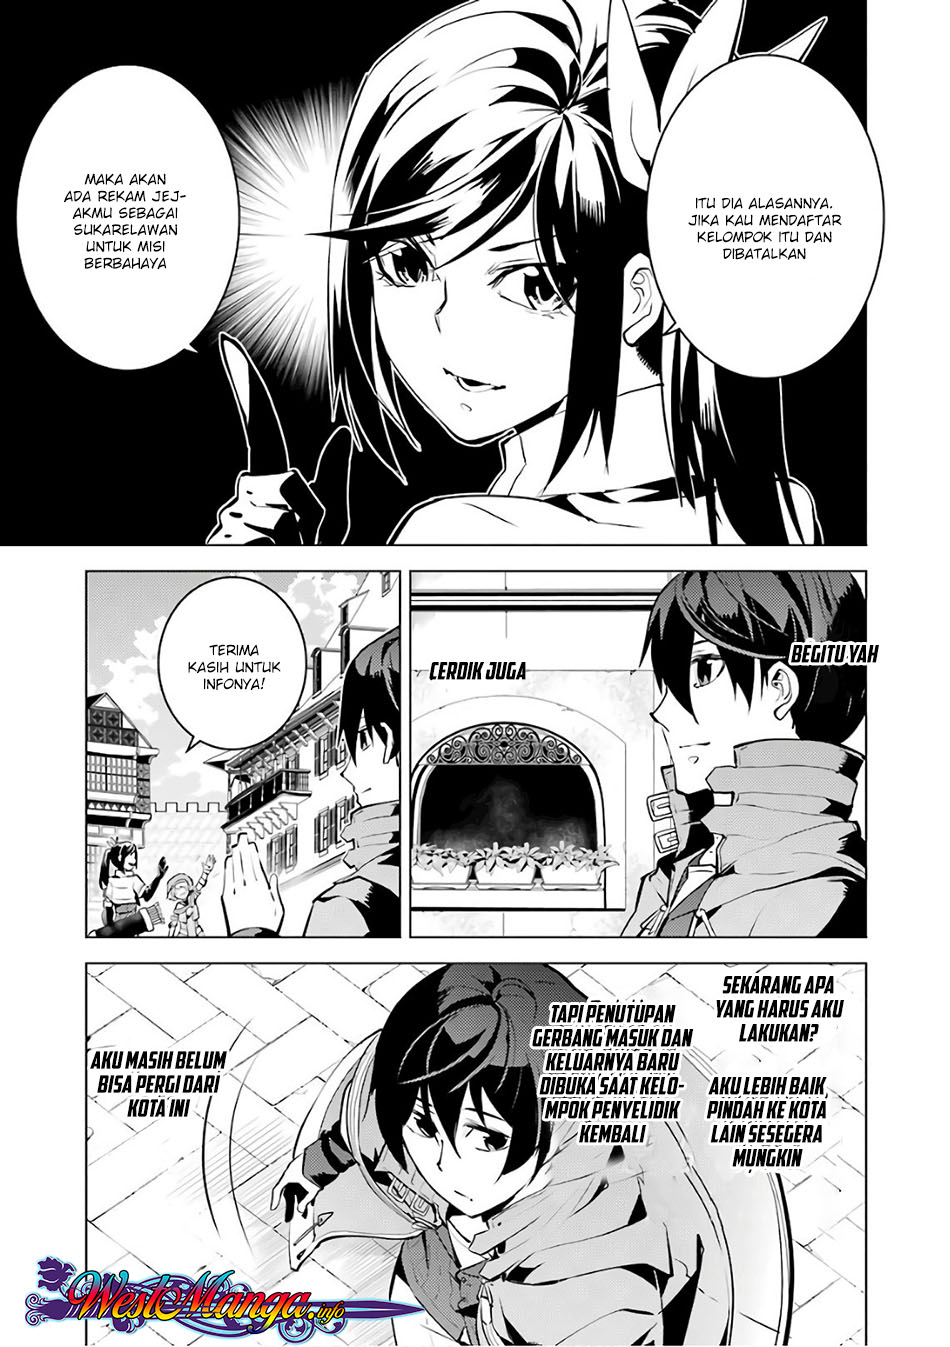 ITU DIA ALASANNYA.
JIKA KAU MENDAFTAR
KELOMPOK ITU DAN
DIBATALKAN
MAKA AKAN
ADA REKAM JEJ-
AKMU SEBAGAI
SUKARELAWAN
UNTUK MISI
BERBAHAYA
BEGITU YAH
CERDIK JUGA
TERIMA
KASIH UNTUK
INFONYA!
SEKARANG APA
YANG HARUS AKU
LAKUKAN?
AKU LEBIH BAIK
PINDAH KE KOTA
LAIN SESEGERA
MUNGKIN
TAPI PENUTUPAN
GERBANG MASUK DAN
KELUARNYA BARU
DIBUKA SAAT KELO-
MPOK PENYELIDIK
KEMBALI
AKU MASIH BELUM
BISA PERGI DARI
KOTA INI
WestManga.info